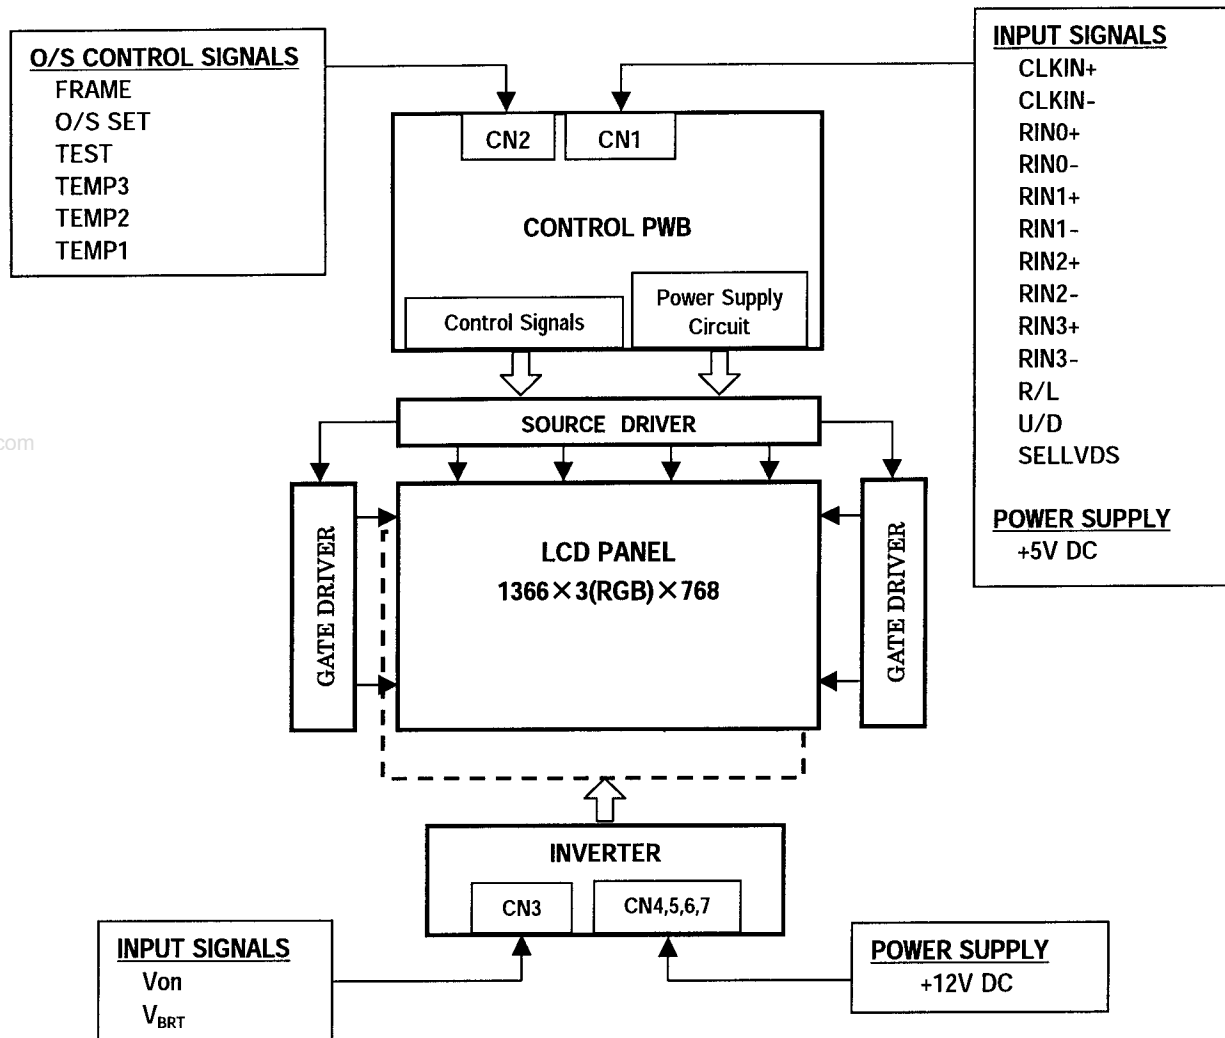 O/S CONTROL SIGNALS
FRAME
O/S SET
TEST
TEMP3
TEMP2
TEMP1
INPUT SIGNALS
CLKIN+
CLKIN-
RIN0+
RIN0-
RIN1+
RIN1-
RIN2+
RIN2-
RIN3+
RIN3-
R/L
U/D
SELLVDS
POWER SUPPLY
+5V DC
CN2
CN1
CONTROL PWB
Control Signals
Power Supply
Circuit
com
SOURCE DRIVER
GATE DRIVER
LCD PANEL
1366×3(RGB)×768
GATE DRIVER
INVERTER
CN3
CN4,5,6,7
INPUT SIGNALS
Von
VBRT
POWER SUPPLY
+12V DC